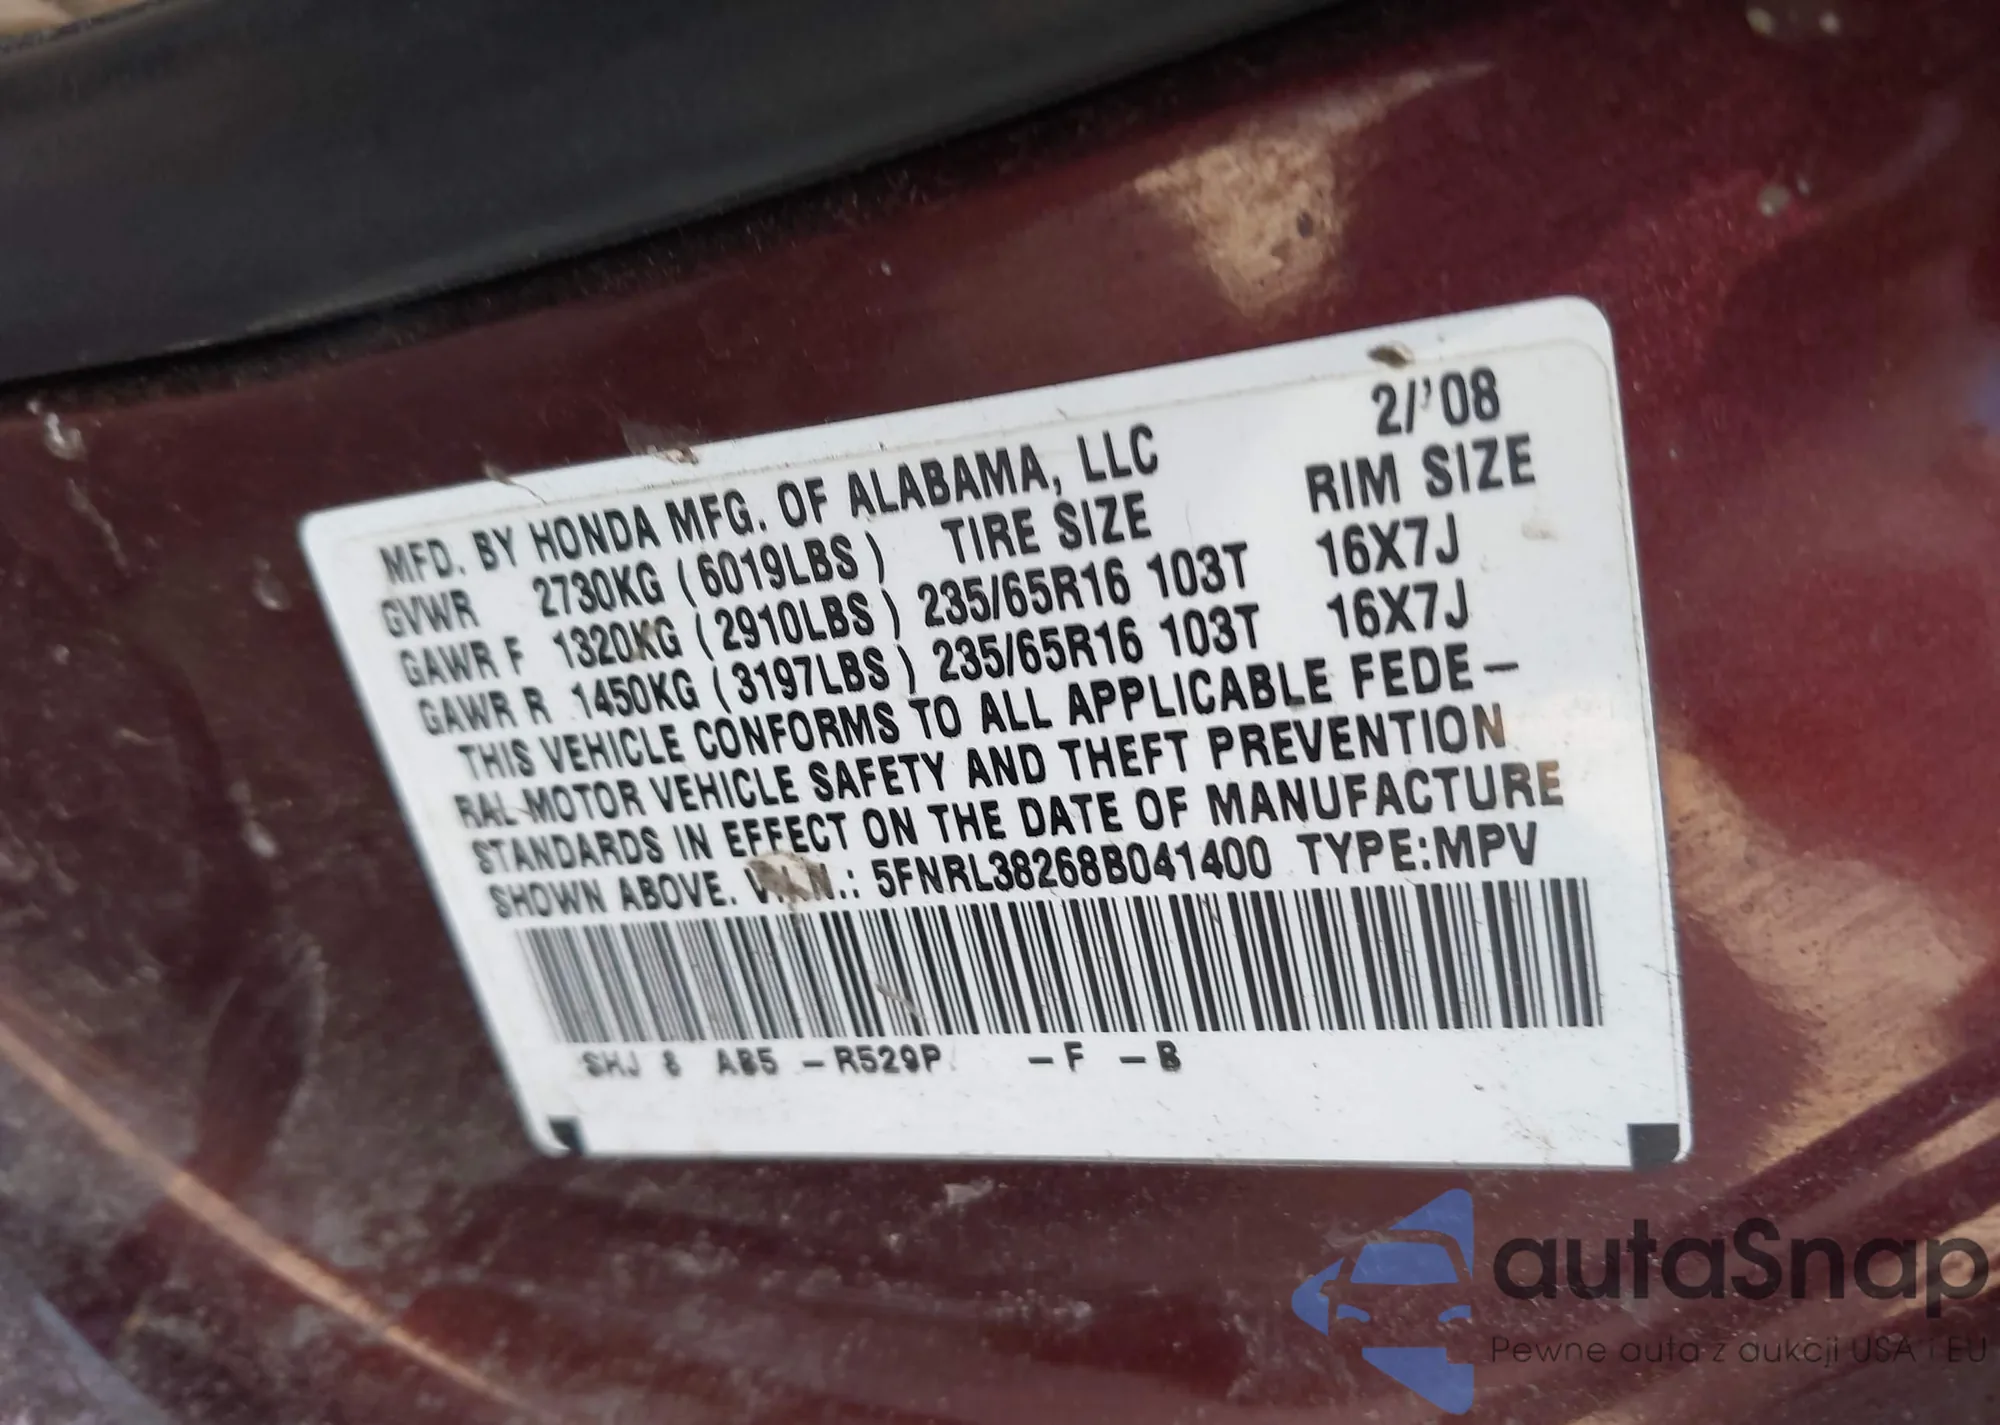 2/'08
MFD. BY HONDA MFG. OF ALABAMA, LLC
TIRE SIZE RIM SIZE
GVWR 2730KG (6019LBS)
GAWR F 1320KG (2910LBS) 235/65R16 103T 16X7J
GAWR R 1450KG (3197LBS) 235/65R16 103T 16X7J
THIS VEHICLE CONFORMS TO ALL APPLICABLE FEDE-
RAL MOTOR VEHICLE SAFETY AND THEFT PREVENTION
STANDARDS IN EFFECT ON THE DATE OF MANUFACTURE
SHOWN ABOVE. V.I.N.: 5FNRL38268B041400 TYPE:MPV
SHJ 8 AB5 -R529P -F -B
autaSnap
Pewne auta z aukcji USA i EU